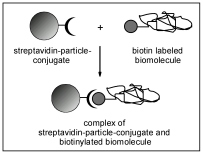 +
streptavidin-particle-
conjugate
biotin labeled
biomolecule
complex of
streptavidin-particle-conjugate and
biotinylated biomolecule